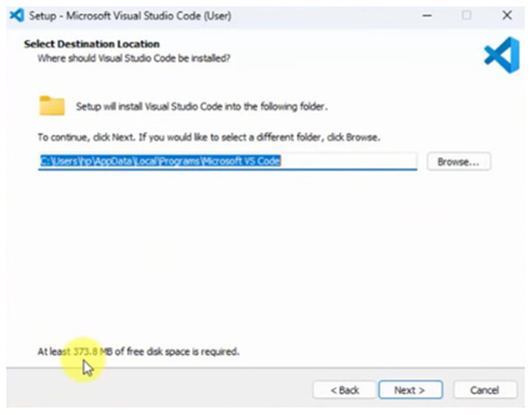 Setup - Microsoft Visual Studio Code (User)
Select Destination Location
Where should Visual Studio Code be installed?
Setup will install Visual Studio Code into the following folder.
To continue, click Next. If you would like to select a different folder, click Browse.
C:\Users\hp\AppData\Local\Programs\Microsoft VS Code
Browse...
At least 373.8 MB of free disk space is required.
< Back
Next >
Cancel